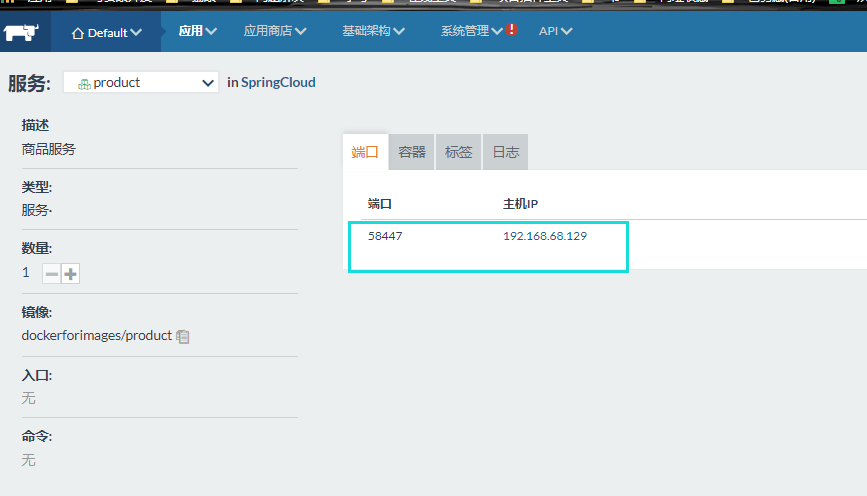 Default
应用
应用商店
基础架构
系统管理
API
服务:
product
in SpringCloud
描述
商品服务
类型:
服务·
数量:
1
镜像:
dockerforimages/product
入口:
无
命令:
无
端口
容器
标签
日志
端口 主机IP
58447 192.168.68.129